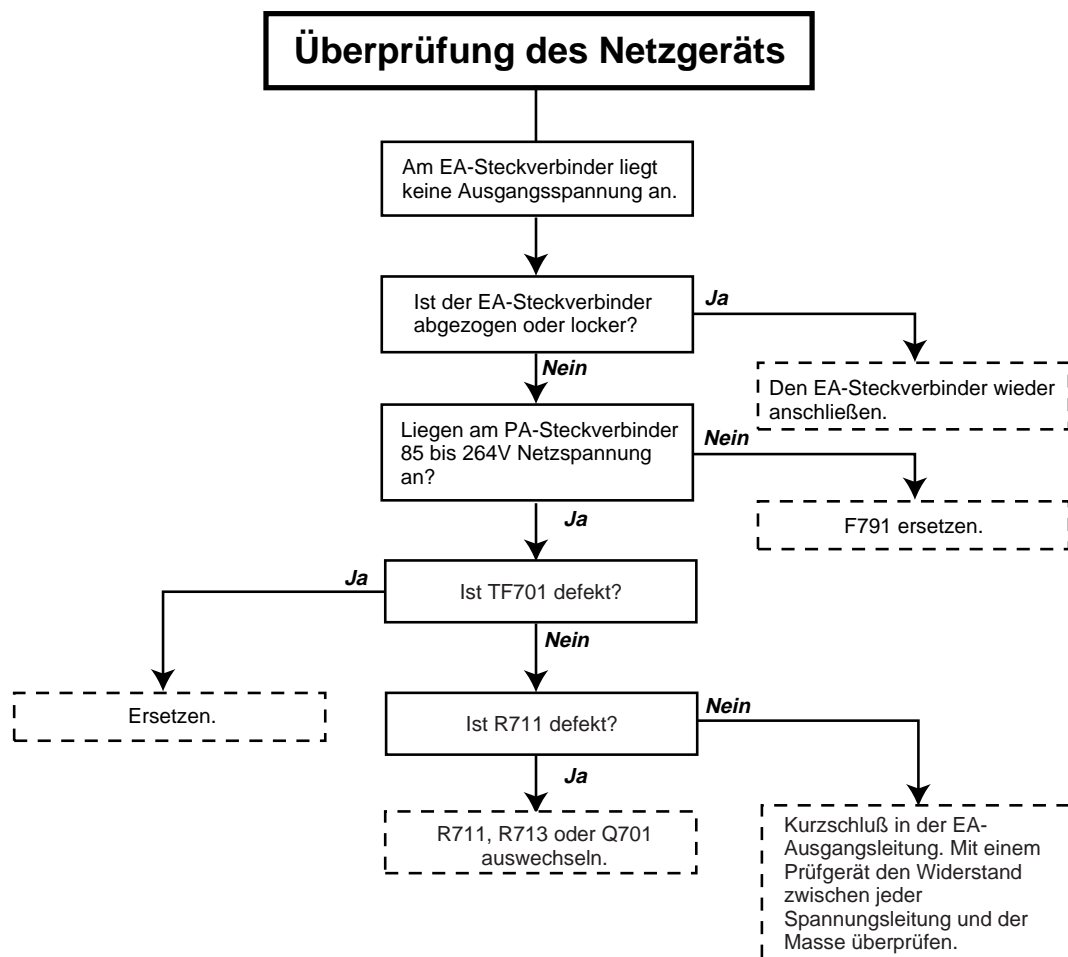 Überprüfung des Netzgeräts
Am EA-Steckverbinder liegt
keine Ausgangsspannung an.
Ist der EA-Steckverbinder
abgezogen oder locker?
Ja
Nein
Den EA-Steckverbinder wieder
anschließen.
Liegen am PA-Steckverbinder
85 bis 264V Netzspannung
an?
Nein
Ja
F791 ersetzen.
Ja
Ist TF701 defekt?
Nein
Ersetzen.
Ist R711 defekt?
Nein
Ja
R711, R713 oder Q701
auswechseln.
Kurzschluß in der EA-
Ausgangsleitung. Mit einem
Prüfgerät den Widerstand
zwischen jeder
Spannungsleitung und der
Masse überprüfen.